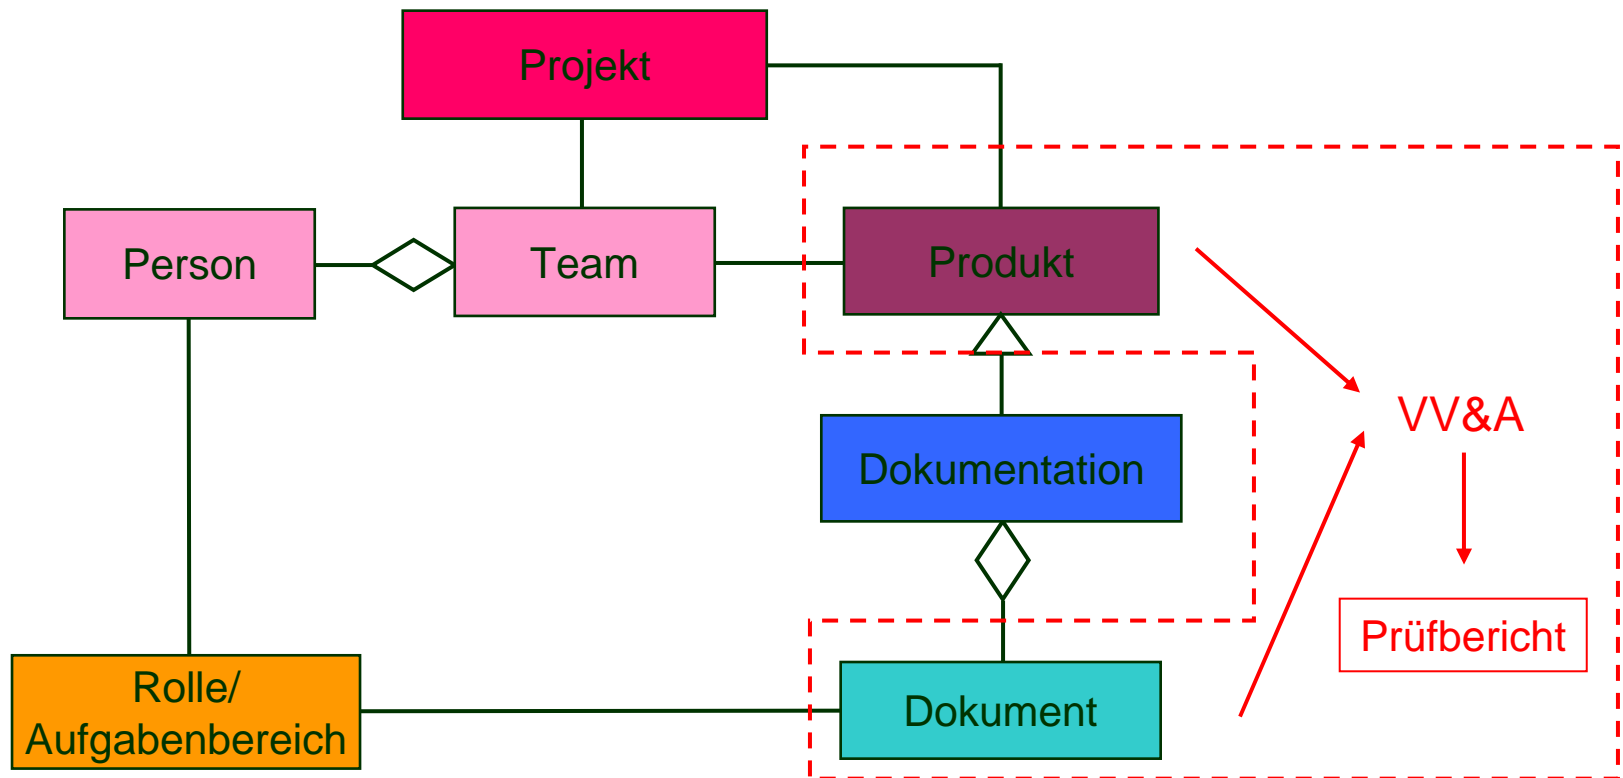 Projekt
Person
Team
Produkt
VV&A
Dokumentation
Prüfbericht
Rolle/
Aufgabenbereich
Dokument